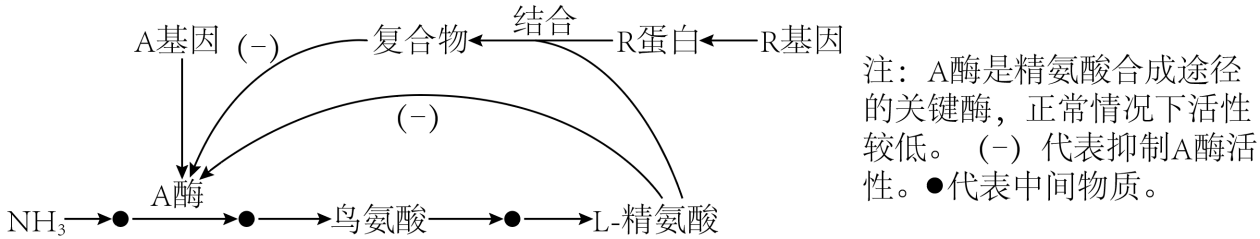 结合
A基因 (-) 复合物 R蛋白 R基因
(-)
A酶
NH₃ 鸟氨酸 L-精氨酸
注：A酶是精氨酸合成途径
的关键酶，正常情况下活性
较低。(-) 代表抑制A酶活
性。●代表中间物质。